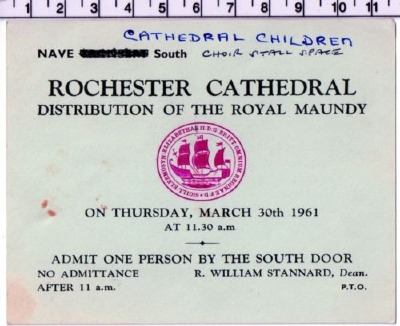 1 2 3 4 5 6 7 8 9 10 11
CATHEDRAL CHILDREN
NAVE South CHOIR STALL SPACE
ROCHESTER CATHEDRAL
DISTRIBUTION OF THE ROYAL MAUNDY
ON THURSDAY, MARCH 30th 1961
AT 11.30 a.m
ADMIT ONE PERSON BY THE SOUTH DOOR
NO ADMITTANCE R. WILLIAM STANNARD, Dean.
AFTER 11 a.m. P.T.O.